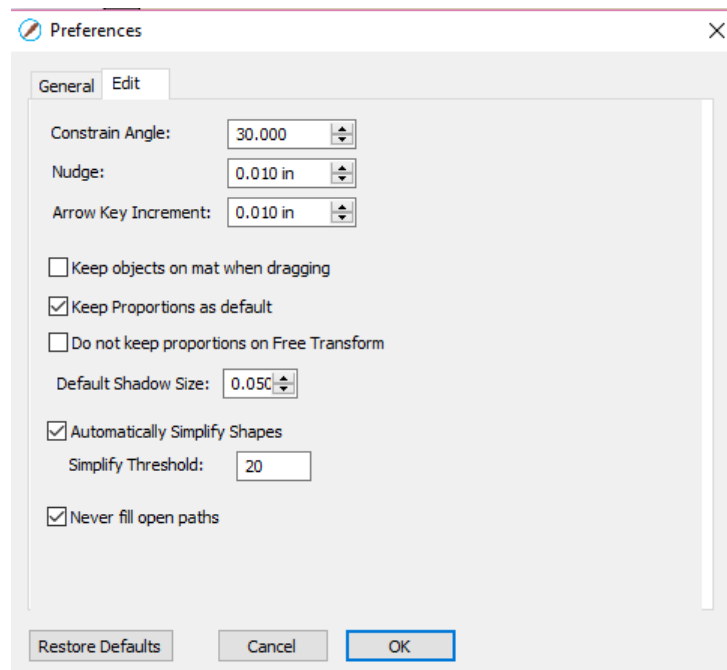 Preferences
General Edit
Constrain Angle: 30.000
Nudge: 0.010 in
Arrow Key Increment: 0.010 in
Keep objects on mat when dragging
Keep Proportions as default
Do not keep proportions on Free Transform
Default Shadow Size: 0.050
Automatically Simplify Shapes
Simplify Threshold: 20
Never fill open paths
Restore Defaults Cancel OK